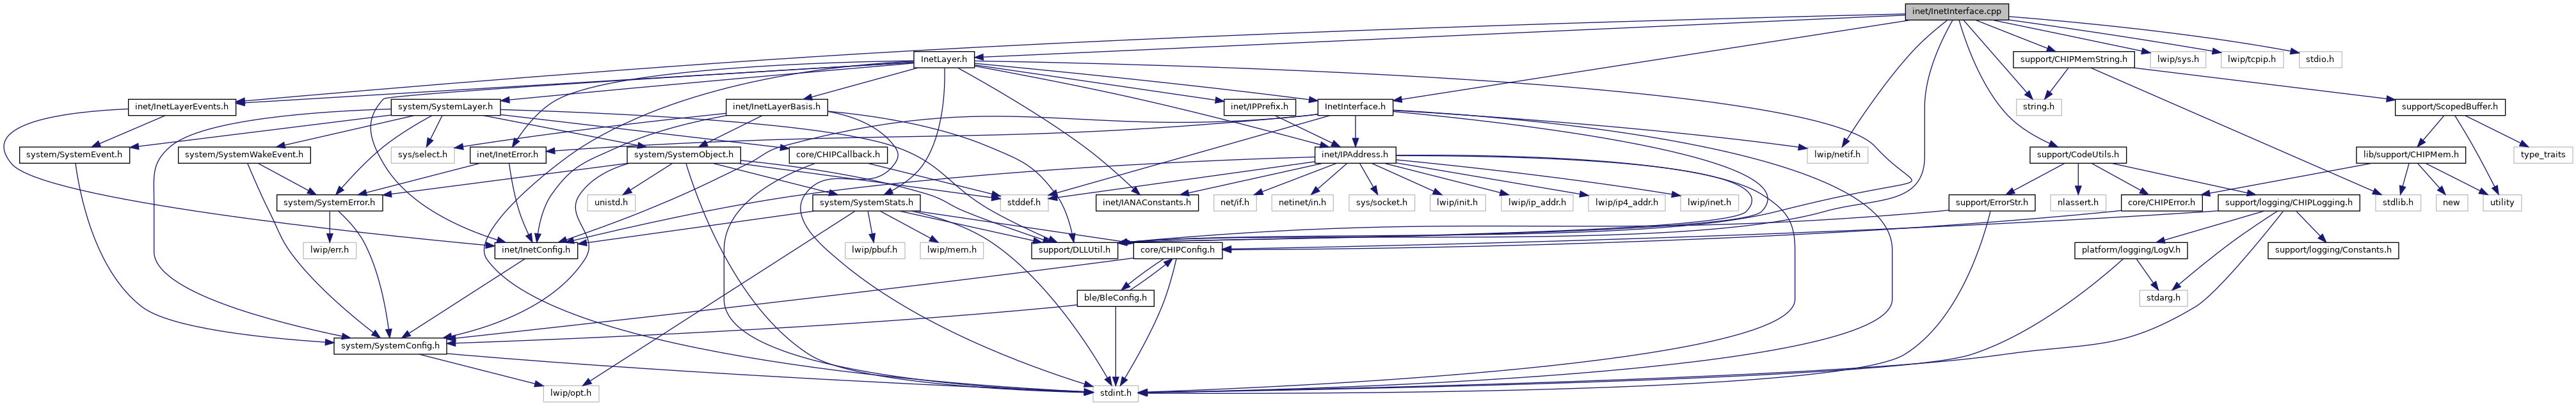 inet/InetInterface.cpp
InetLayer.h
support/CHIPMemString.h
lwip/sys.h
lwip/tcpip.h
stdio.h
inet/InetLayerEvents.h
system/SystemLayer.h
inet/InetLayerBasis.h
inet/IPPrefix.h
InetInterface.h
string.h
support/ScopedBuffer.h
system/SystemEvent.h
system/SystemWakeEvent.h
sys/select.h
inet/InetError.h
system/SystemObject.h
core/CHIPCallback.h
inet/IPAddress.h
lwip/netif.h
support/CodeUtils.h
lib/support/CHIPMem.h
type_traits
system/SystemError.h
unistd.h
system/SystemStats.h
stddef.h
inet/IANAConstants.h
net/if.h
netinet/in.h
sys/socket.h
lwip/init.h
lwip/ip_addr.h
lwip/ip4_addr.h
lwip/inet.h
support/ErrorStr.h
nlassert.h
core/CHIPError.h
support/logging/CHIPLogging.h
stdlib.h
new
utility
lwip/err.h
inet/InetConfig.h
lwip/pbuf.h
lwip/mem.h
support/DLLUtil.h
core/CHIPConfig.h
platform/logging/LogV.h
support/logging/Constants.h
ble/BleConfig.h
stdarg.h
system/SystemConfig.h
lwip/opt.h
stdint.h